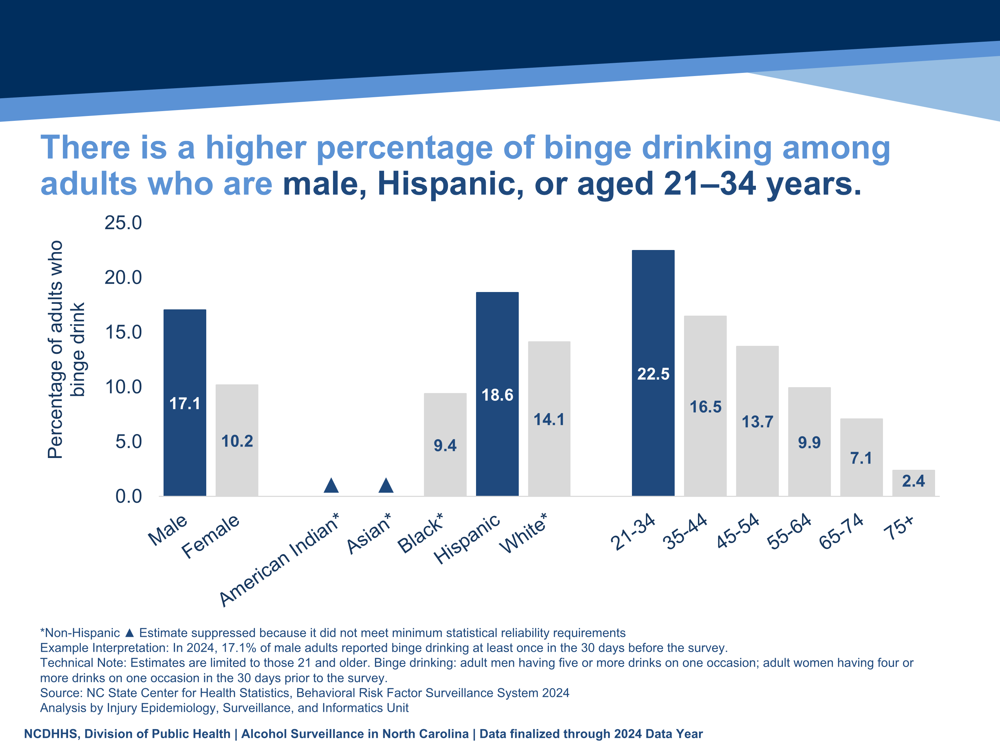 There is a higher percentage of binge drinking among
adults who are male, Hispanic, or aged 21–34 years.
Percentage of adults who
binge drink
25.0
20.0
15.0
10.0
5.0
0.0
17.1
10.2
▲
▲
9.4
18.6
14.1
22.5
16.5
13.7
9.9
7.1
2.4
Male
Female
American Indian*
Asian*
Black*
Hispanic
White*
21-34
35-44
45-54
55-64
65-74
75+
*Non-Hispanic ▲ Estimate suppressed because it did not meet minimum statistical reliability requirements
Example Interpretation: In 2024, 17.1% of male adults reported binge drinking at least once in the 30 days before the survey.
Technical Note: Estimates are limited to those 21 and older. Binge drinking: adult men having five or more drinks on one occasion; adult women having four or
more drinks on one occasion in the 30 days prior to the survey.
Source: NC State Center for Health Statistics, Behavioral Risk Factor Surveillance System 2024
Analysis by Injury Epidemiology, Surveillance, and Informatics Unit
NCDHHS, Division of Public Health | Alcohol Surveillance in North Carolina | Data finalized through 2024 Data Year